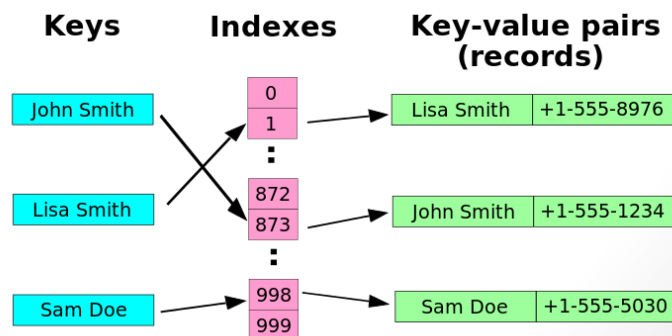 Keys
Indexes
Key-value pairs
(records)
John Smith
Lisa Smith
Sam Doe
0
1
:
872
873
:
998
999
Lisa Smith +1-555-8976
John Smith +1-555-1234
Sam Doe +1-555-5030